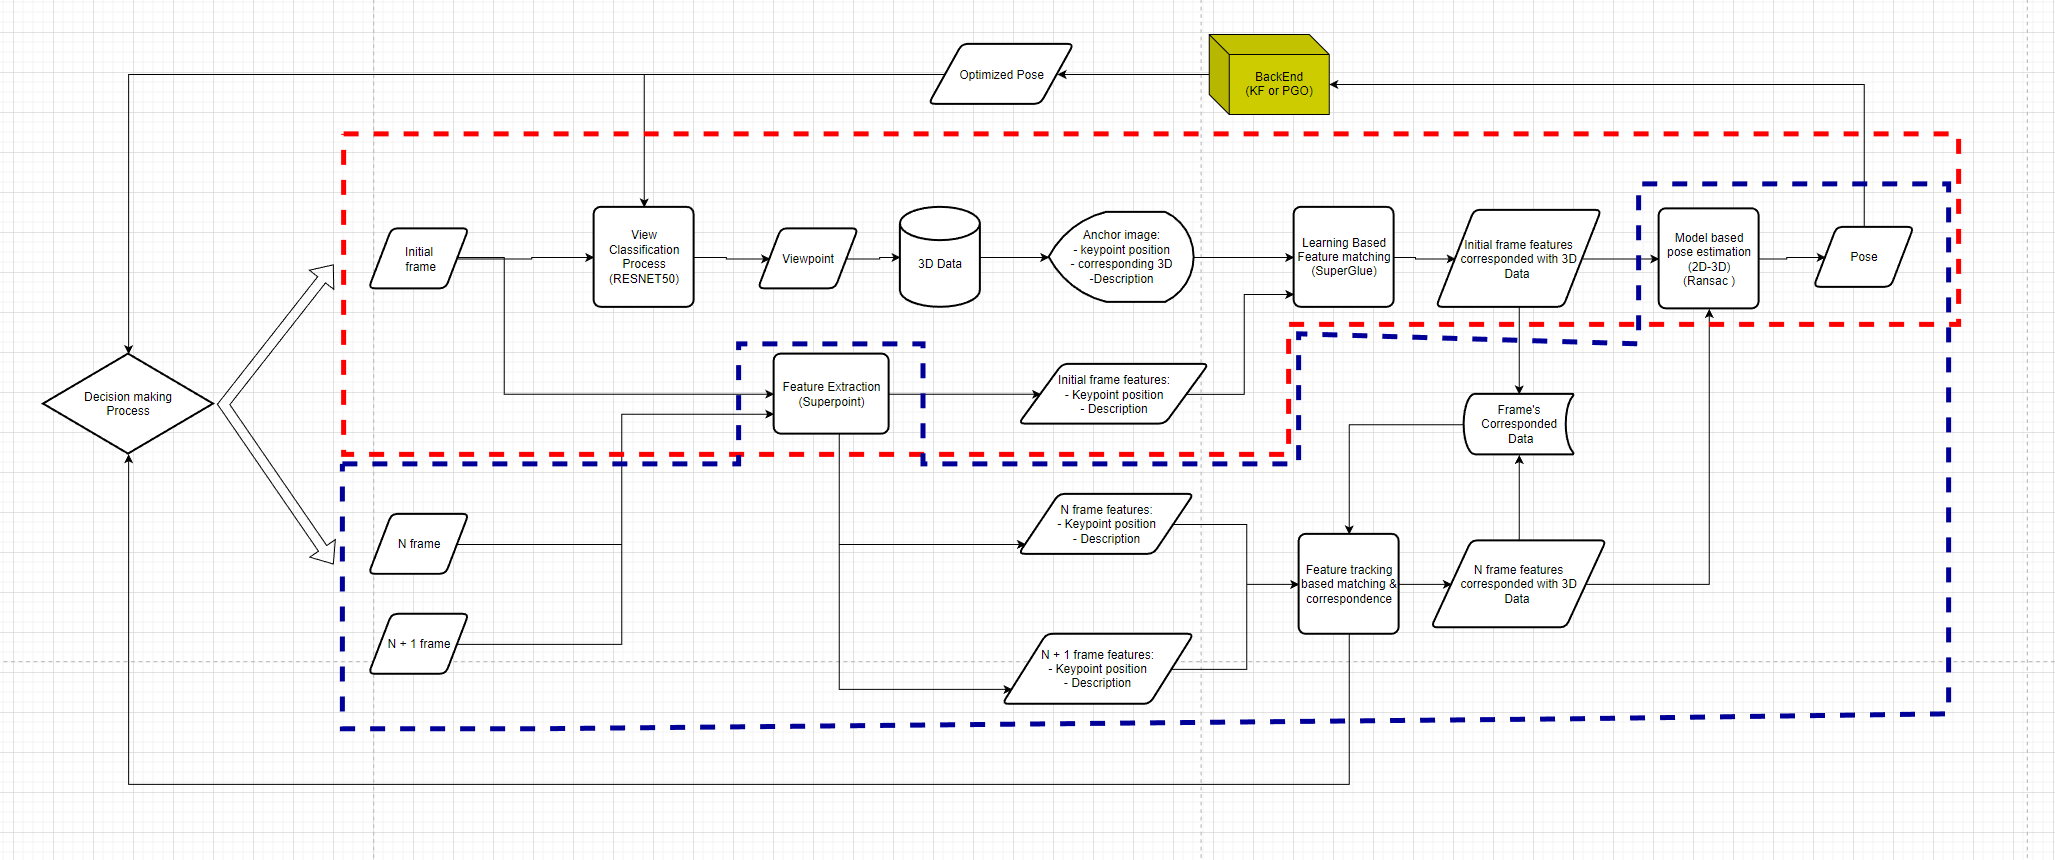 Optimized Pose
BackEnd
(KF or PGO)
Initial
frame
View
Classification
Process
(RESNET50)
Viewpoint
3D Data
Anchor image:
- keypoint position
- corresponding 3D
-Description
Learning Based
Feature matching
(SuperGlue)
Initial frame features
corresponded with 3D
Data
Model based
pose estimation
(2D-3D)
(Ransac )
Pose
Decision making
Process
Feature Extraction
(Superpoint)
Initial frame features:
- Keypoint position
- Description
Frame's
Corresponded
Data
N frame
N frame features:
- Keypoint position
- Description
Feature tracking
based matching &
correspondence
N frame features
corresponded with 3D
Data
N + 1 frame
N + 1 frame features:
- Keypoint position
- Description